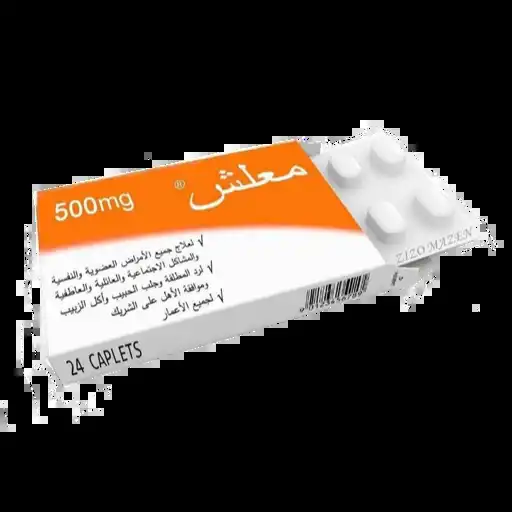 معلش®
500mg
√ لعلاج جميع الأمراض العضوية والنفسية
والمشاكل الاجتماعية والعائلية والعاطفية
√ لرد المطلقة وجلب الحبيب وأكل الزبيب
وموافقة الأهل على الشريك
√ لجميع الأعمار
24 CAPLETS
ZIZO MAZEN